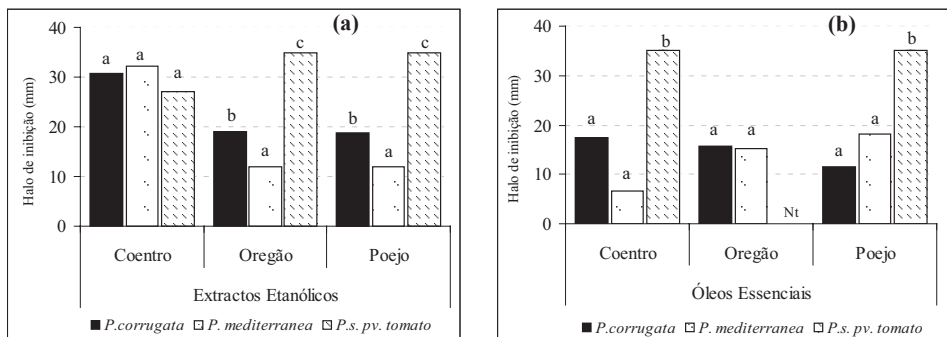 (a)
Halo de inibição (mm)
40
30
20
10
0
a a a b a c b a c
Coentro Oregão Poejo
Extractos Etanólicos
P.corrugata P. mediterranea P.s. pv. tomato
(b)
Halo de inibição (mm)
40
30
20
10
0
a a b a a Nt a a b
Coentro Oregão Poejo
Óleos Essenciais
P.corrugata P. mediterranea P.s. pv. tomato